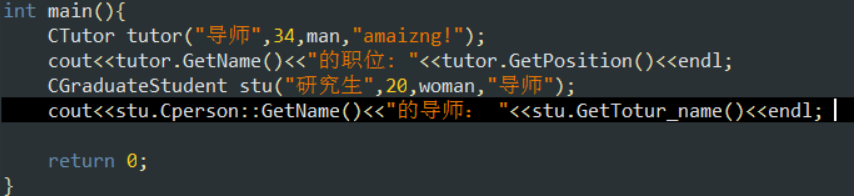 int main(){
CTutor tutor("导师",34,man,"amaizng!");
cout<<tutor.GetName()<<"的职位: "<<tutor.GetPosition()<<endl;
CGraduateStudent stu("研究生",20,woman,"导师");
cout<<stu.Cperson::GetName()<<"的导师： "<<stu.GetTotur_name()<<endl;
return 0;
}